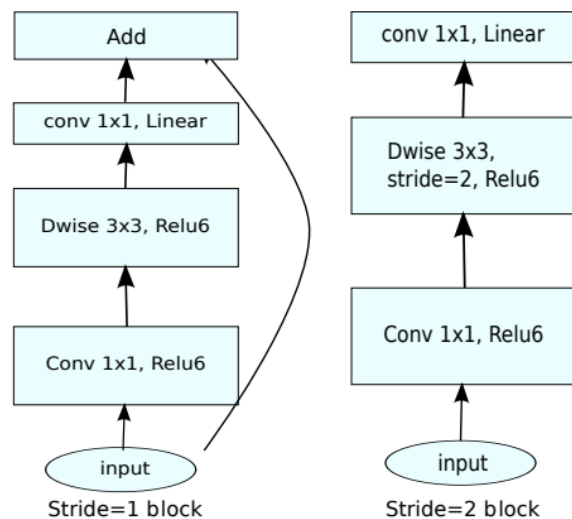 Add
conv 1x1, Linear
Dwise 3x3, Relu6
Conv 1x1, Relu6
input
Stride=1 block
conv 1x1, Linear
Dwise 3x3,
stride=2, Relu6
Conv 1x1, Relu6
input
Stride=2 block